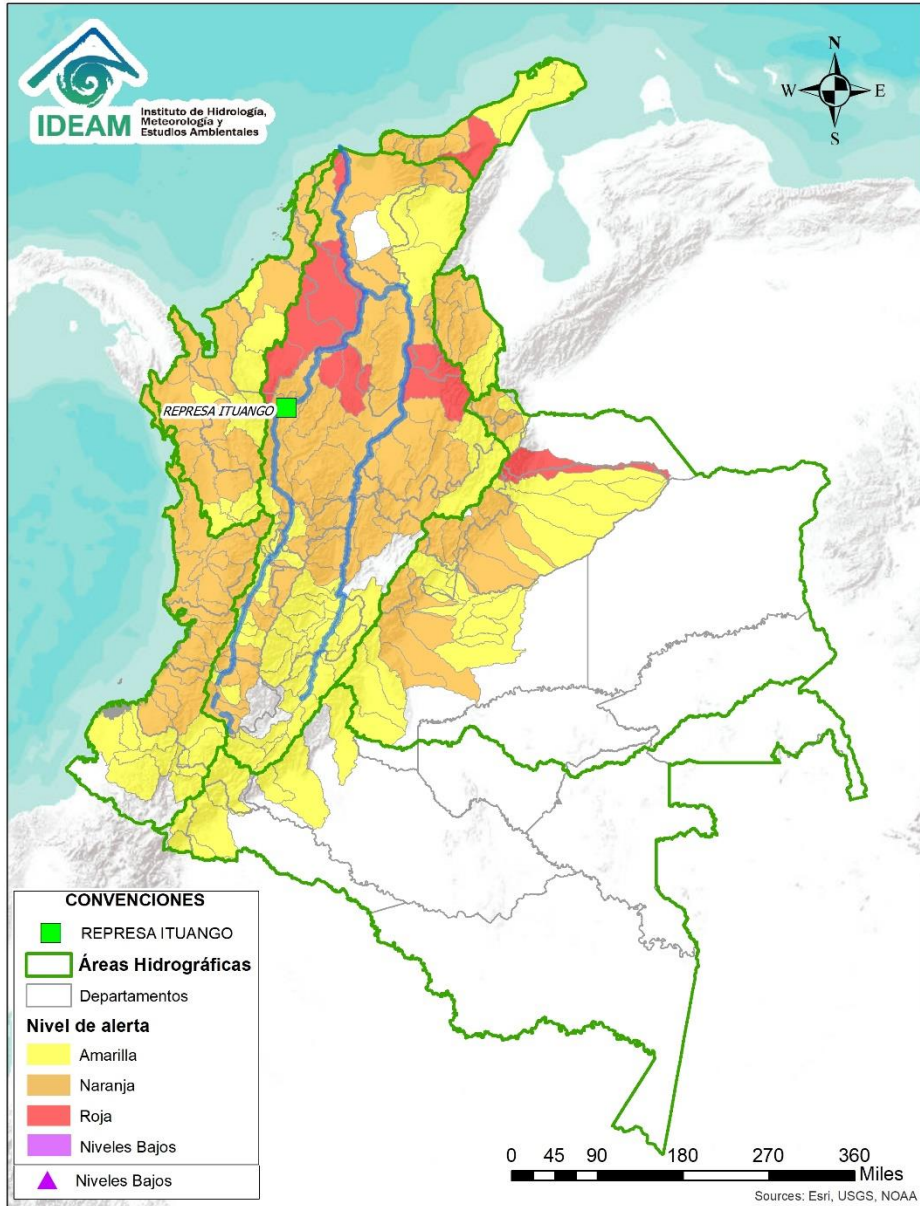 IDEAM
Instituto de Hidrología,
Meteorología y
Estudios Ambientales
N
W
E
S
REPRESA ITUANGO
CONVENCIONES
REPRESA ITUANGO
Áreas Hidrográficas
Departamentos
Nivel de alerta
Amarilla
Naranja
Roja
Niveles Bajos
Niveles Bajos
0 45 90 180 270 360
Miles
Sources: Esri, USGS, NOAA